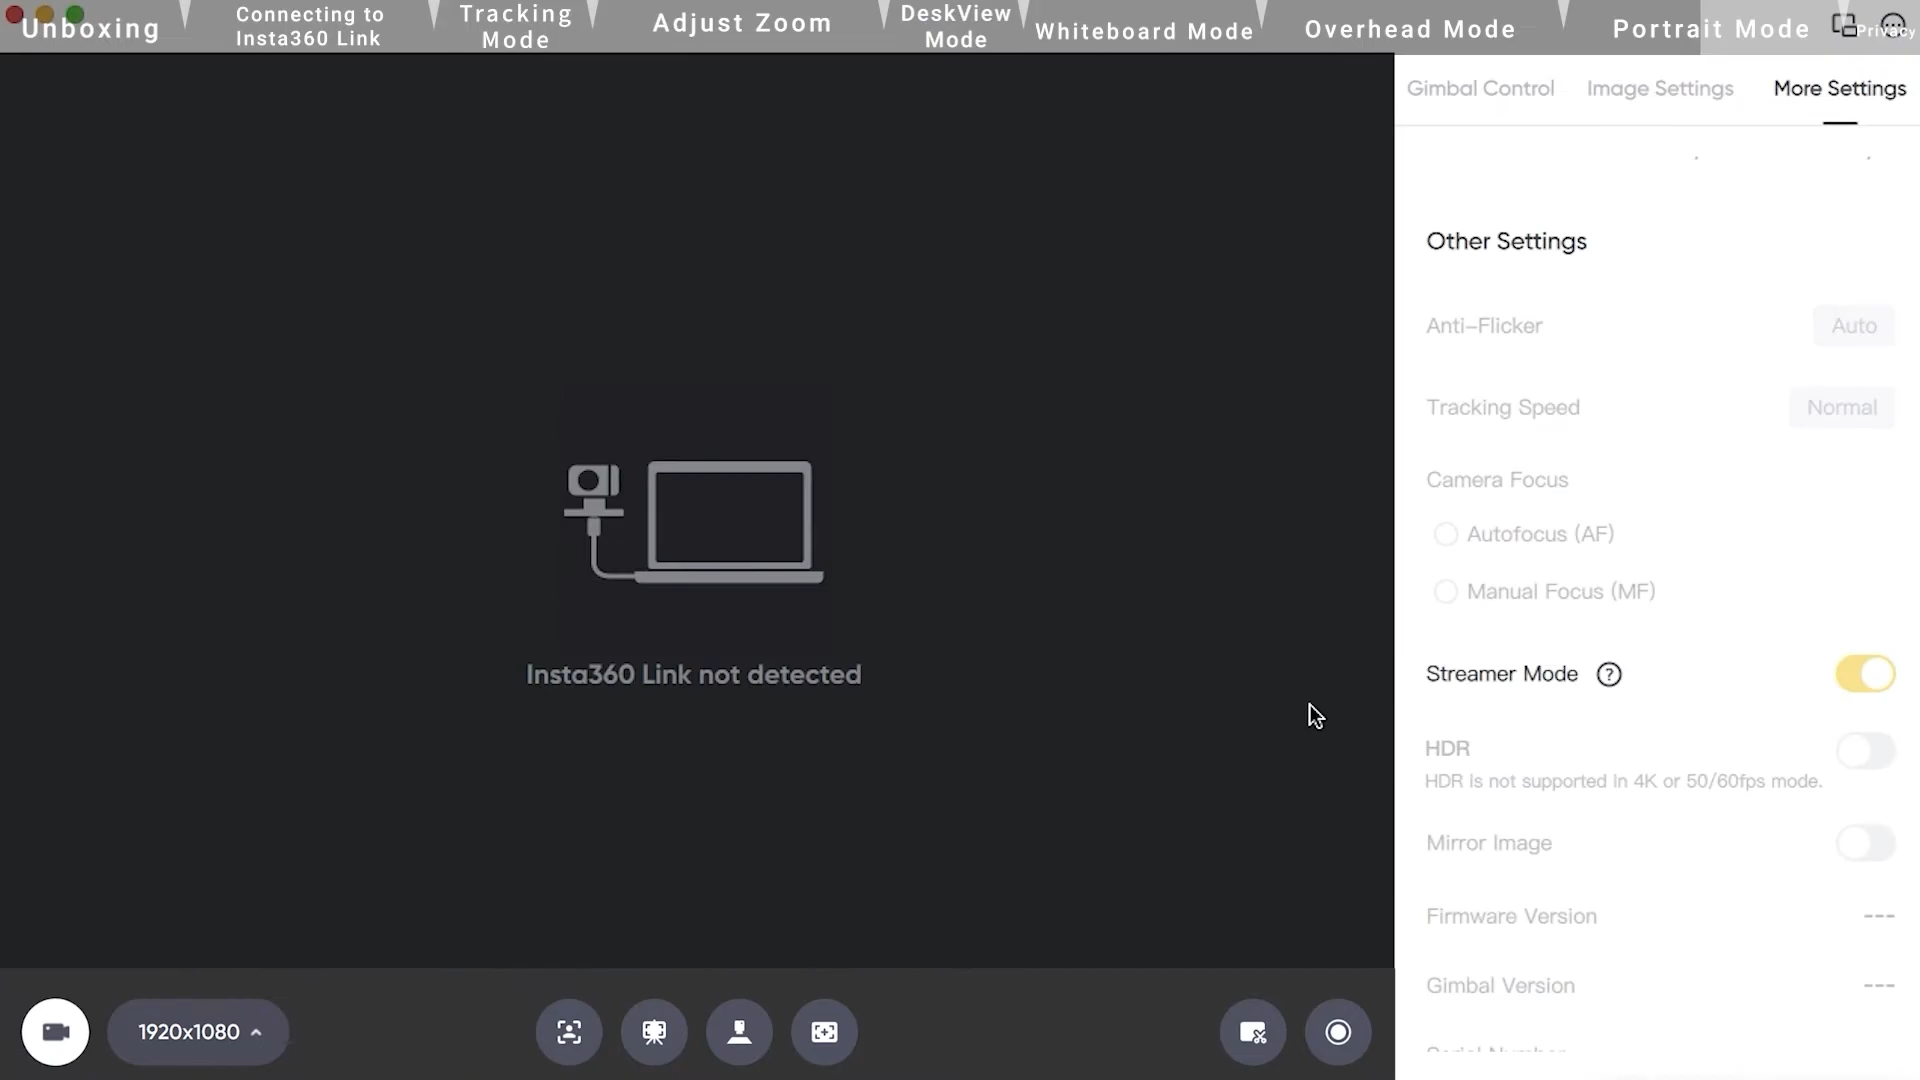 Unboxing
Connecting to
Insta360 Link
Tracking
Mode
Adjust Zoom
DeskView
Mode
Whiteboard Mode
Overhead Mode
Portrait Mode
Privacy
Gimbal Control
Image Settings
More Settings
Other Settings
Anti-Flicker
Auto
Tracking Speed
Normal
Camera Focus
Autofocus (AF)
Manual Focus (MF)
Streamer Mode ?
HDR
HDR is not supported in 4K or 50/60fps mode.
Mirror Image
Firmware Version
---
Gimbal Version
---
Insta360 Link not detected
1920x1080